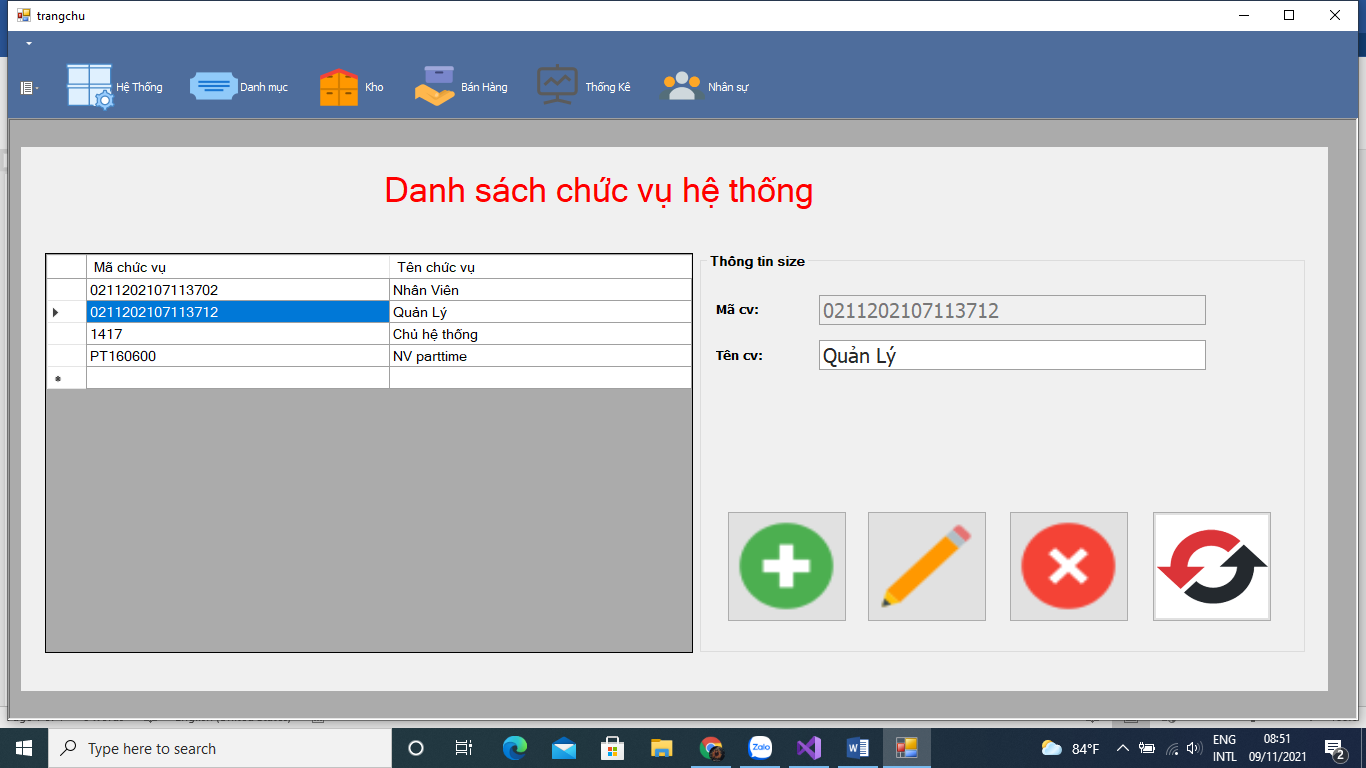 trangchu
Hệ Thống Danh mục Kho Bán Hàng Thống Kê Nhân sự
Danh sách chức vụ hệ thống
Mã chức vụ Tên chức vụ
0211202107113702 Nhân Viên
0211202107113712 Quản Lý
1417 Chủ hệ thống
PT160600 NV parttime
Thông tin size
Mã cv: 0211202107113712
Tên cv: Quản Lý
Type here to search
Zalo
84°F
ENG
INTL
08:51
09/11/2021
2